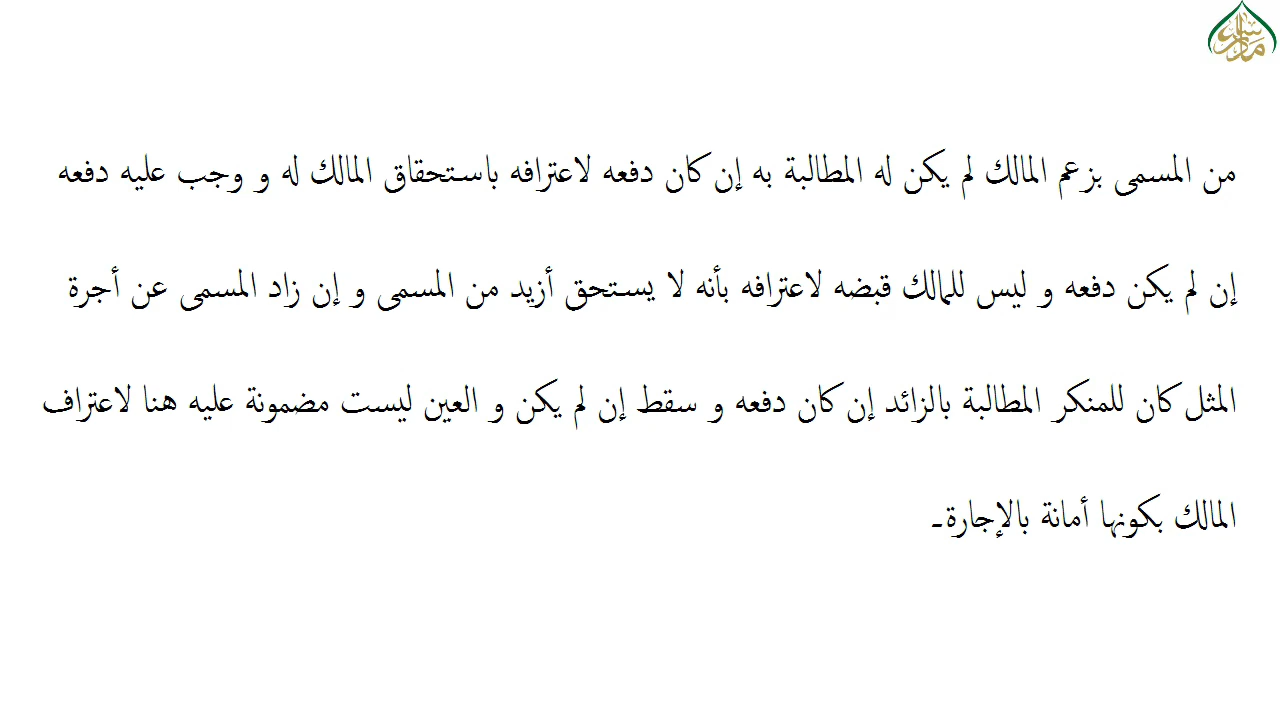 من المسمى بزعم المالك لم يكن له المطالبة به إن كان دفعه لاعترافه باستحقاق المالك له و وجب عليه دفعه
إن لم يكن دفعه و ليس للمالك قبضه لاعترافه بأنه لا يستحق أزيد من المسمى و إن زاد المسمى عن أجرة
المثل كان للمنكر المطالبة بالزائد إن كان دفعه و سقط إن لم يكن و العين ليست مضمونة عليه هنا لاعتراف
المالك بكونها أمانة بالإجارة۔